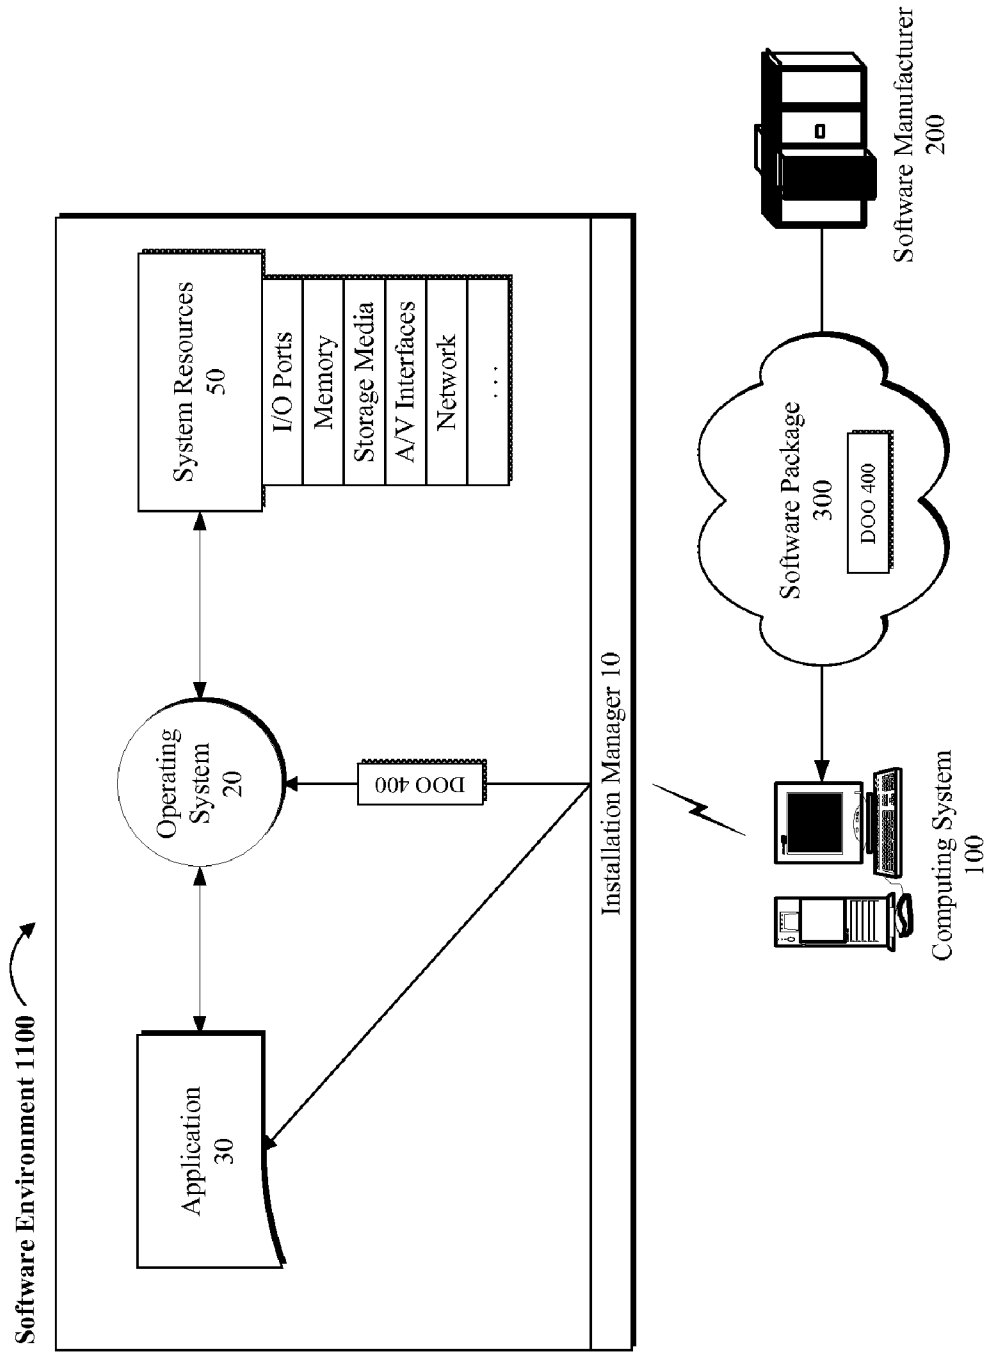 Software Environment 1100
Application
30
Operating
System
20
System Resources
50
I/O Ports
Memory
Storage Media
A/V Interfaces
Network
. . .
DOO 400
Installation Manager 10
Computing System
100
Software Package
300
DOO 400
Software Manufacturer
200